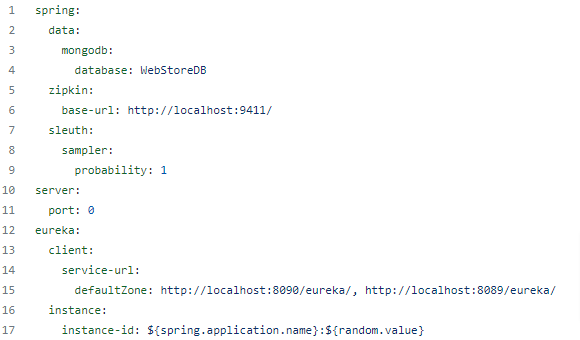 1 spring:
2   data:
3     mongodb:
4       database: WebStoreDB
5   zipkin:
6     base-url: http://localhost:9411/
7   sleuth:
8     sampler:
9       probability: 1
10 server:
11   port: 0
12 eureka:
13   client:
14     service-url:
15       defaultZone: http://localhost:8090/eureka/, http://localhost:8089/eureka/
16   instance:
17     instance-id: ${spring.application.name}:${random.value}